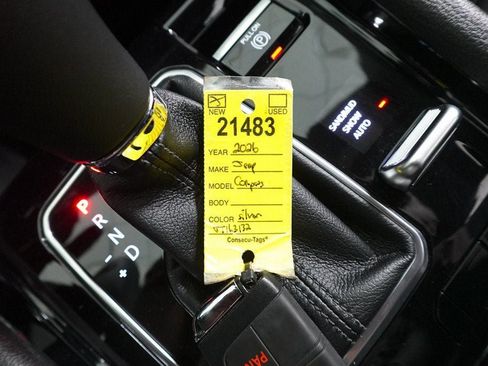 PULL ON
P
SAND/MUD
SNOW
AUTO
NEW
USED
21483
YEAR 2026
MAKE Jeep
MODEL Compass
BODY
COLOR silver
Consecu-Tags®
P
R
N
D
+
−
PAN